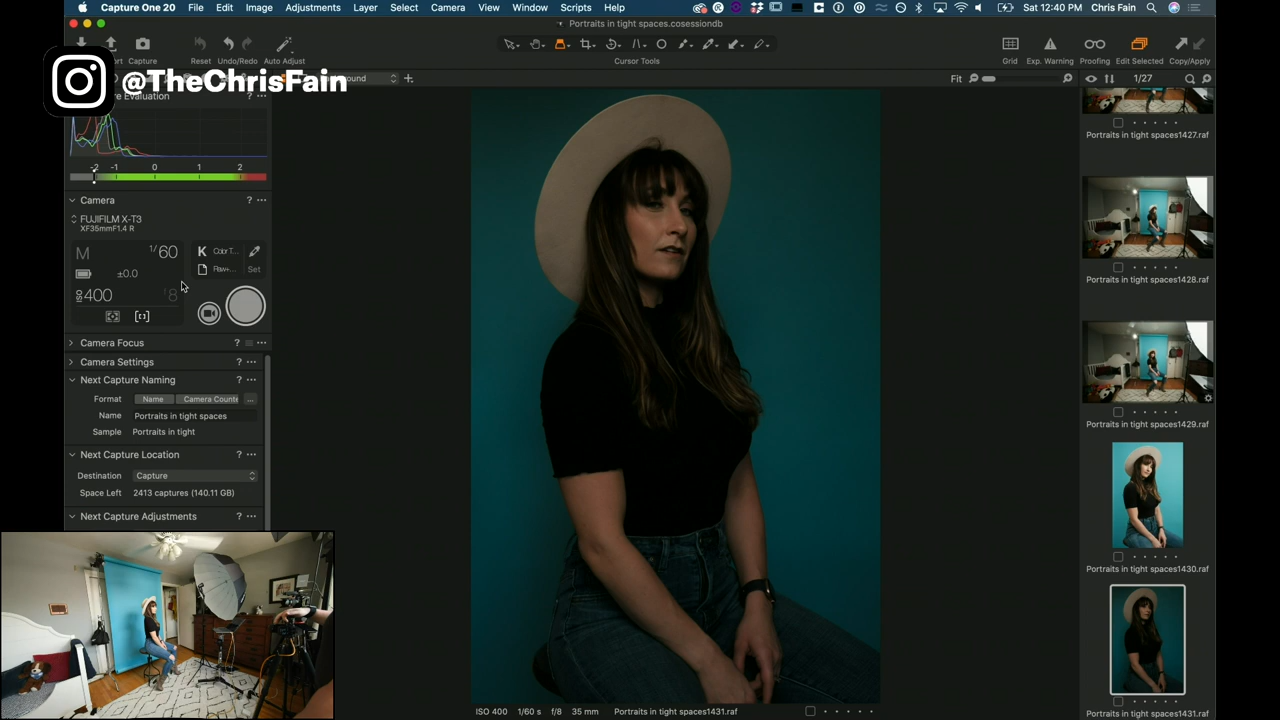 Capture One 20 File Edit Image Adjustments Layer Select Camera View Window Scripts Help
Sat 12:40 PM Chris Fain
Portraits in tight spaces.cosessiondb
Capture Reset Undo/Redo Auto Adjust Cursor Tools Grid Exp. Warning Proofing Edit Selected Copy/Apply
@TheChrisFain
Fit 1/27
Evaluation ? ...
-2 -1 0 1 2
Camera ? ...
FUJIFILM X-T3
XF35mmF1.4 R
M 1/60 K Color T...
±0.0 Raw+... Set
ISO 400 f8
Camera Focus ? ...
Camera Settings ? ...
Next Capture Naming ? ...
Format Name Camera Counte ...
Name Portraits in tight spaces
Sample Portraits in tight
Next Capture Location ? ...
Destination Capture
Space Left 2413 captures (140.11 GB)
Next Capture Adjustments ? ...
Portraits in tight spaces1427.raf
Portraits in tight spaces1428.raf
Portraits in tight spaces1429.raf
Portraits in tight spaces1430.raf
Portraits in tight spaces1431.raf
ISO 400 1/60 s f/8 35 mm Portraits in tight spaces1431.raf